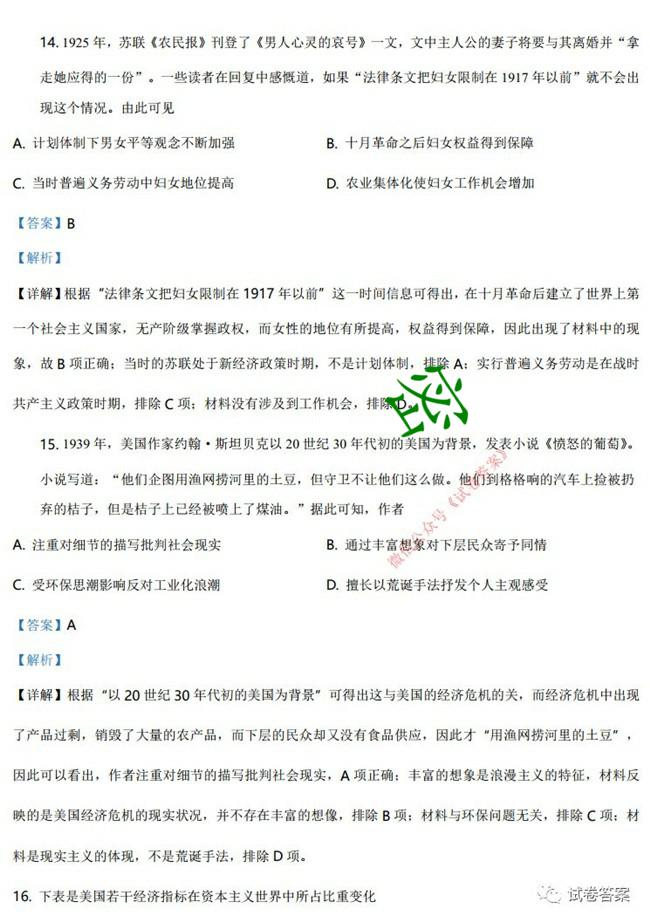 14. 1925 年，苏联《农民报》刊登了《男人心灵的哀号》一文，文中主人公的妻子将要与其离婚并“拿
走她应得的一份”。一些读者在回复中感慨道，如果“法律条文把妇女限制在 1917 年以前”就不会出
现这个情况。由此可见
A. 计划体制下男女平等观念不断加强 B. 十月革命之后妇女权益得到保障
C. 当时普遍义务劳动中妇女地位提高 D. 农业集体化使妇女工作机会增加
【答案】B
【解析】
【详解】根据“法律条文把妇女限制在 1917 年以前”这一时间信息可得出，在十月革命后建立了世界上第
一个社会主义国家，无产阶级掌握政权，而女性的地位有所提高，权益得到保障，因此出现了材料中的现
象，故 B 项正确；当时的苏联处于新经济政策时期，不是计划体制，排除 A；实行普遍义务劳动是在战时
共产主义政策时期，排除 C 项；材料没有涉及到工作机会，排除 D。
密
15. 1939 年，美国作家约翰·斯坦贝克以 20 世纪 30 年代初的美国为背景，发表小说《愤怒的葡萄》。
小说写道：“他们企图用渔网捞河里的土豆，但守卫不让他们这么做。他们到格格响的汽车上捡被扔
弃的桔子，但是桔子上已经被喷上了煤油。”据此可知，作者
微信公众号《试卷答案》
A. 注重对细节的描写批判社会现实 B. 通过丰富想象对下层民众寄予同情
C. 受环保思潮影响反对工业化浪潮 D. 擅长以荒诞手法抒发个人主观感受
【答案】A
【解析】
【详解】根据“以 20 世纪 30 年代初的美国为背景”可得出这与美国的经济危机的关，而经济危机中出现
了产品过剩，销毁了大量的农产品，而下层的民众却又没有食品供应，因此才“用渔网捞河里的土豆”，
因此可以看出，作者注重对细节的描写批判社会现实，A 项正确；丰富的想象是浪漫主义的特征，材料反
映的是美国经济危机的现实状况，并不存在丰富的想像，排除 B 项；材料与环保问题无关，排除 C 项；材
料是现实主义的体现，不是荒诞手法，排除 D 项。
16. 下表是美国若干经济指标在资本主义世界中所占比重变化
试卷答案